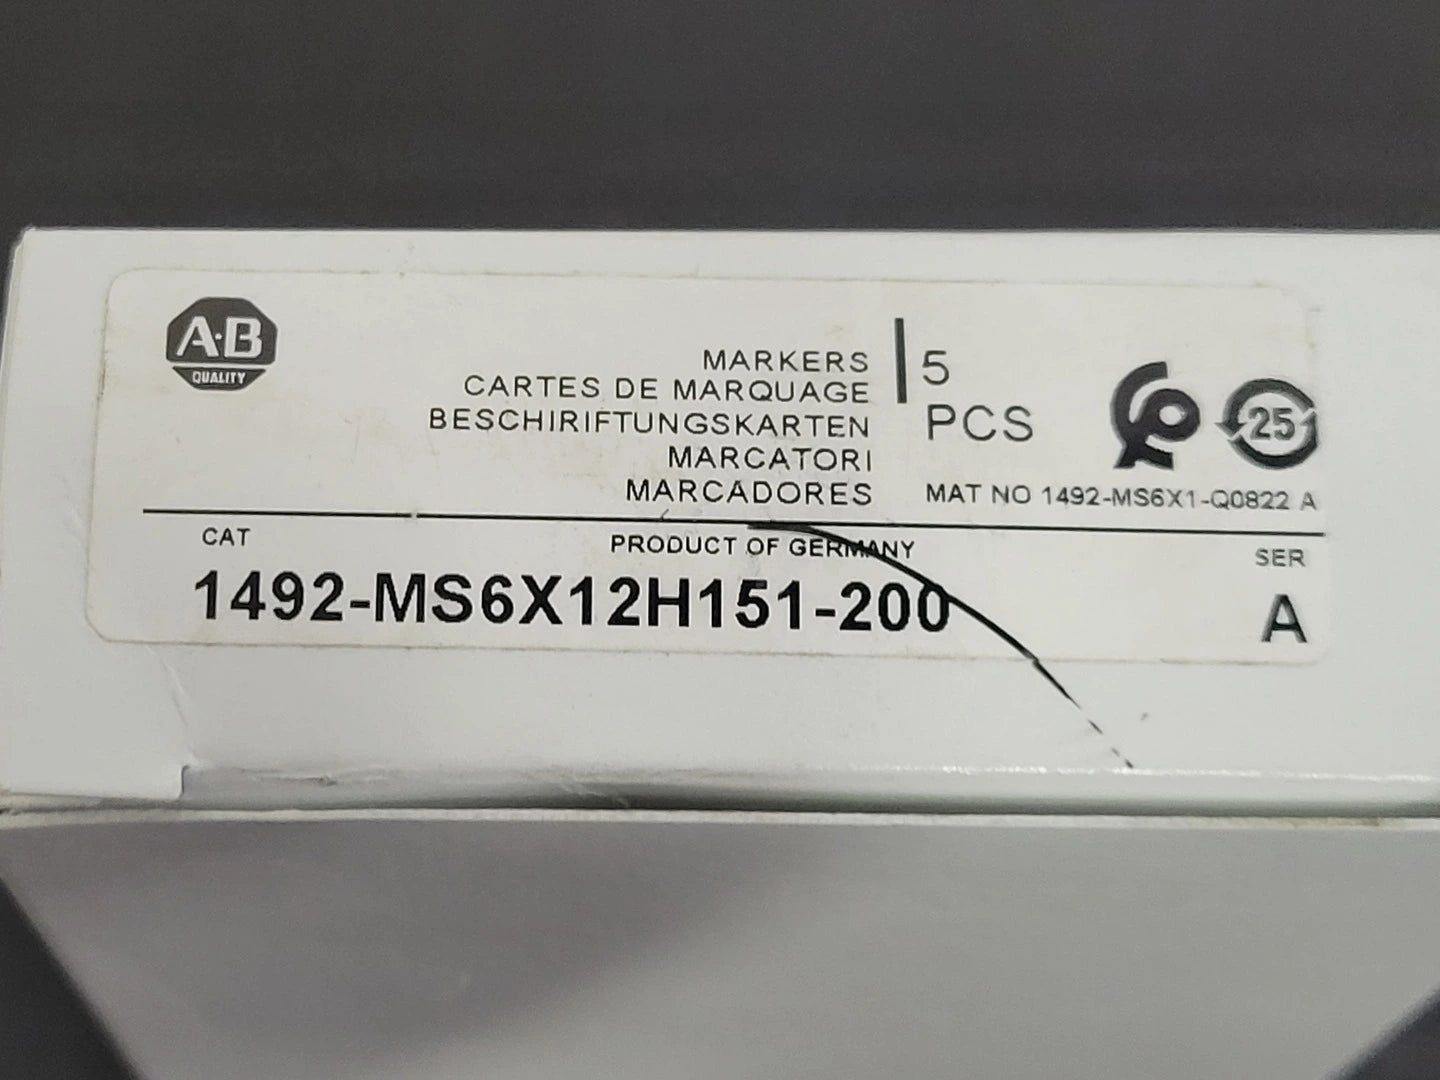 A·B
QUALITY
MARKERS
CARTES DE MARQUAGE
BESCHIRIFTUNGSKARTEN
MARCATORI
MARCADORES
5
PCS
25
MAT NO 1492-MS6X1-Q0822 A
CAT
PRODUCT OF GERMANY
SER
1492-MS6X12H151-200
A